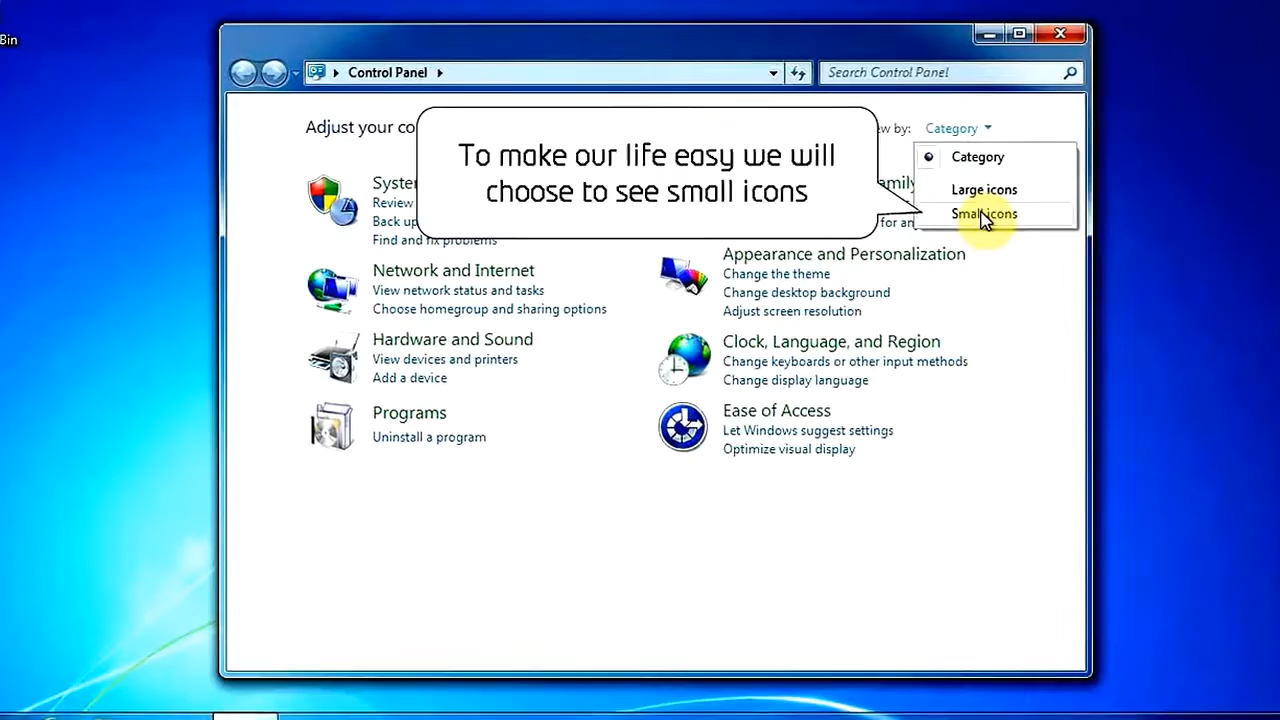 Bin
Control Panel
Search Control Panel
Adjust your co
To make our life easy we will
choose to see small icons
ew by: Category
Category
Large icons
Small icons
System
Review
Back up
Find and fix problems
Network and Internet
View network status and tasks
Choose homegroup and sharing options
Hardware and Sound
View devices and printers
Add a device
Programs
Uninstall a program
Family
for an
Appearance and Personalization
Change the theme
Change desktop background
Adjust screen resolution
Clock, Language, and Region
Change keyboards or other input methods
Change display language
Ease of Access
Let Windows suggest settings
Optimize visual display